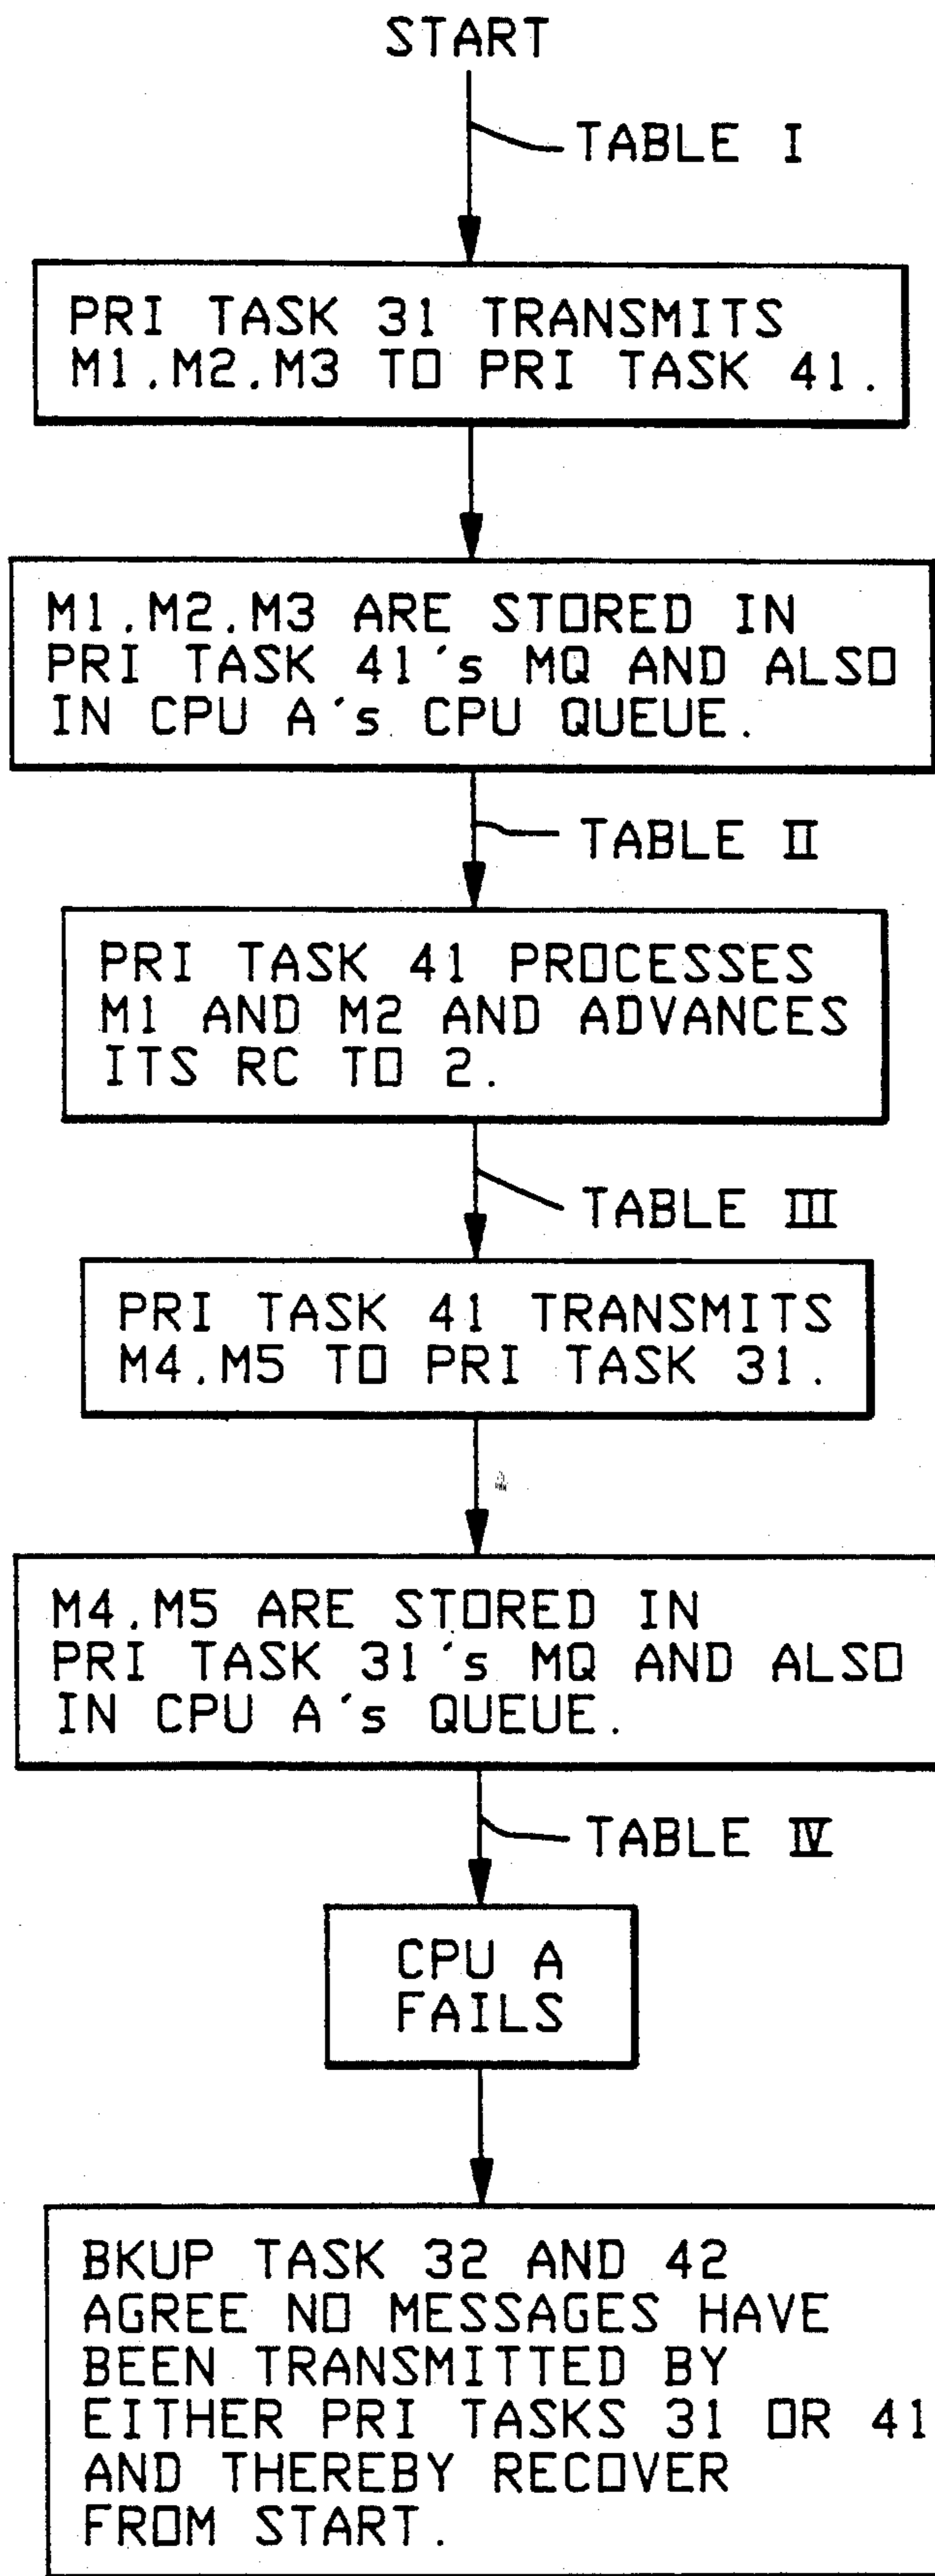 START
TABLE I
PRI TASK 31 TRANSMITS
M1,M2,M3 TO PRI TASK 41.
M1,M2,M3 ARE STORED IN
PRI TASK 41's MQ AND ALSO
IN CPU A's CPU QUEUE.
TABLE II
PRI TASK 41 PROCESSES
M1 AND M2 AND ADVANCES
ITS RC TO 2.
TABLE III
PRI TASK 41 TRANSMITS
M4,M5 TO PRI TASK 31.
M4,M5 ARE STORED IN
PRI TASK 31's MQ AND ALSO
IN CPU A's QUEUE.
TABLE IV
CPU A
FAILS
BKUP TASK 32 AND 42
AGREE NO MESSAGES HAVE
BEEN TRANSMITTED BY
EITHER PRI TASKS 31 OR 41
AND THEREBY RECOVER
FROM START.